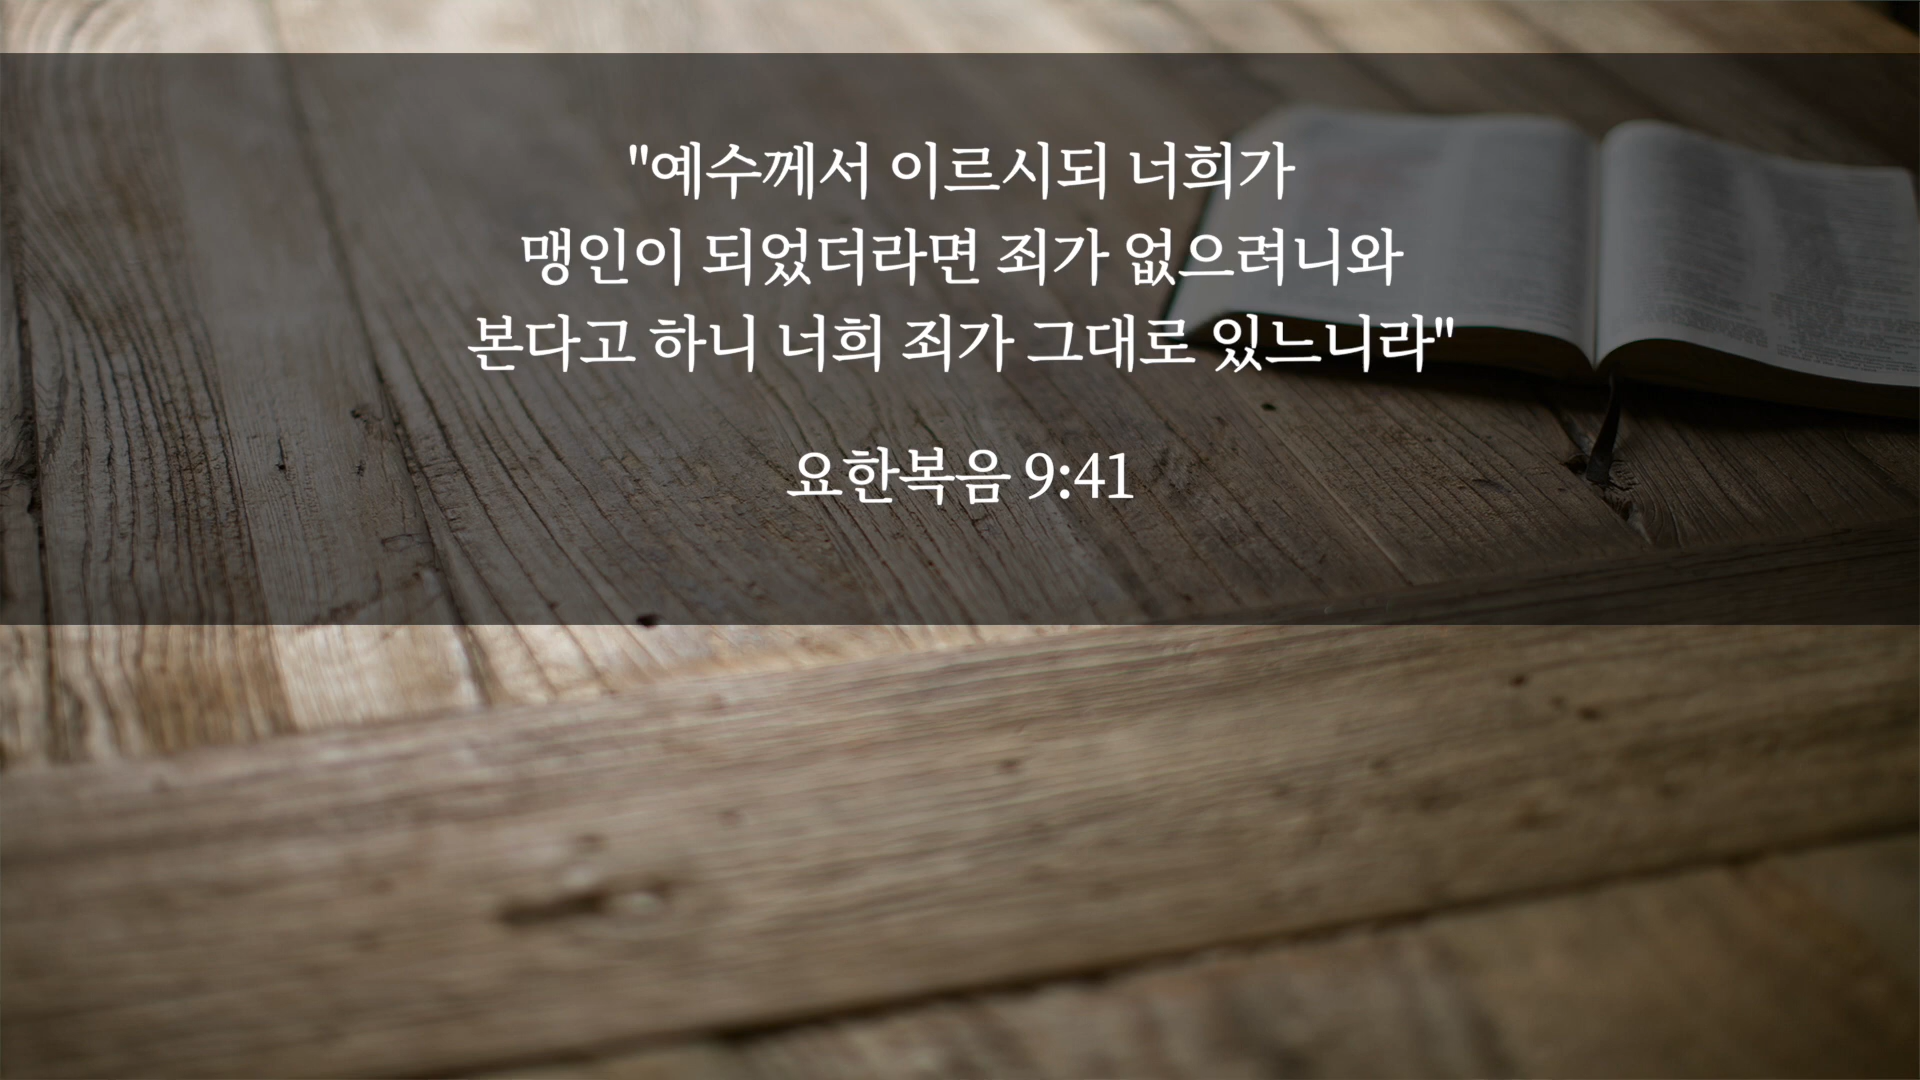 "예수께서 이르시되 너희가
맹인이 되었더라면 죄가 없으려니와
본다고 하니 너희 죄가 그대로 있느니라"
요한복음 9:41